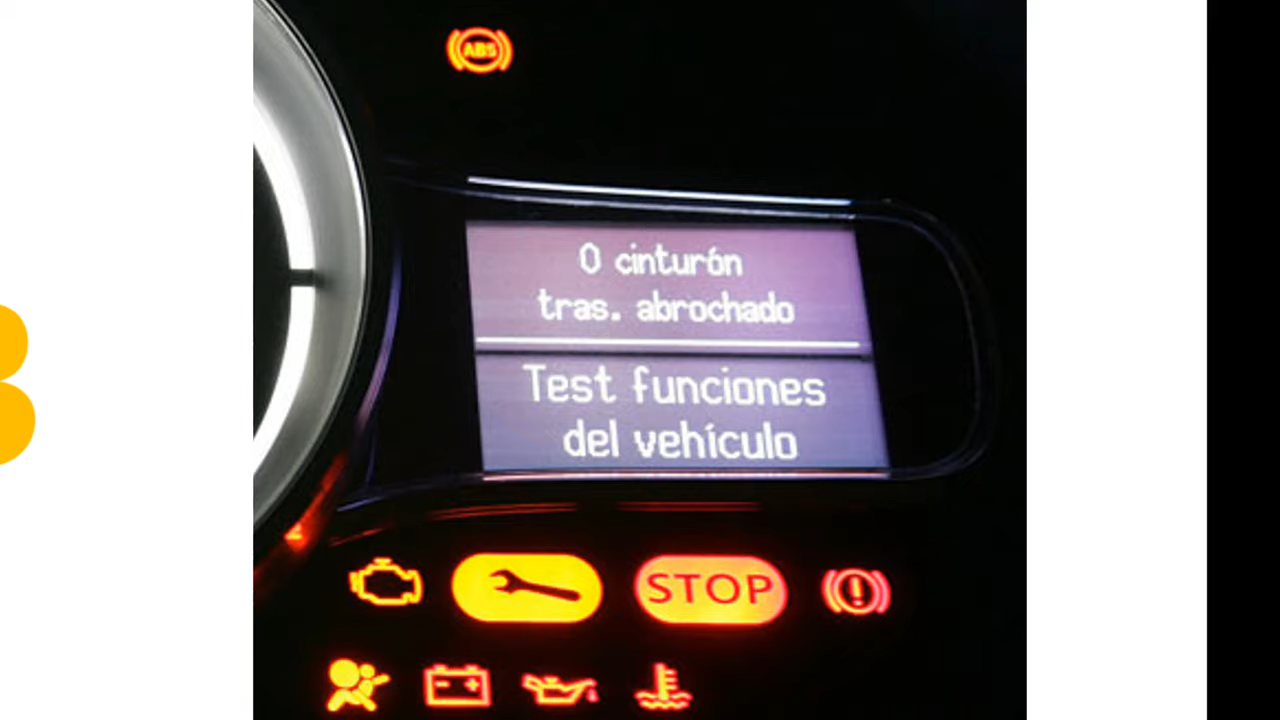 ABS
0 cinturón
tras. abrochado
Test funciones
del vehículo
STOP